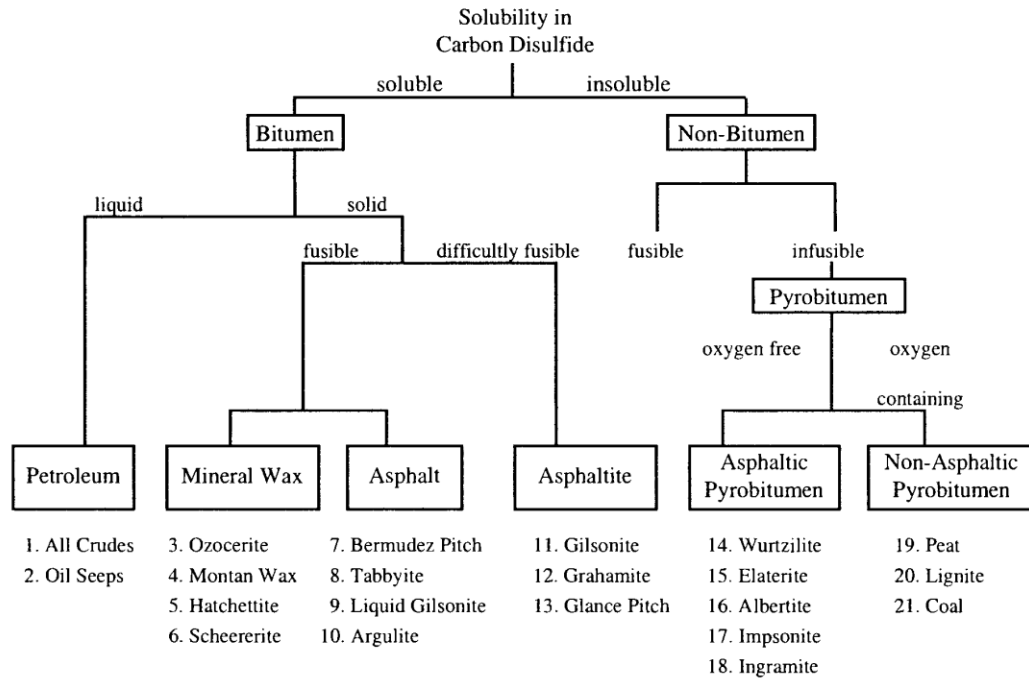 Solubility in
Carbon Disulfide
soluble
insoluble
Bitumen
Non-Bitumen
liquid
solid
fusible
difficultly fusible
fusible
infusible
Pyrobitumen
oxygen free
oxygen
containing
Petroleum
Mineral Wax
Asphalt
Asphaltite
Asphaltic
Pyrobitumen
Non-Asphaltic
Pyrobitumen
1. All Crudes
2. Oil Seeps
3. Ozocerite
4. Montan Wax
5. Hatchettite
6. Scheererite
7. Bermudez Pitch
8. Tabbyite
9. Liquid Gilsonite
10. Argulite
11. Gilsonite
12. Grahamite
13. Glance Pitch
14. Wurtzilite
15. Elaterite
16. Albertite
17. Impsonite
18. Ingramite
19. Peat
20. Lignite
21. Coal